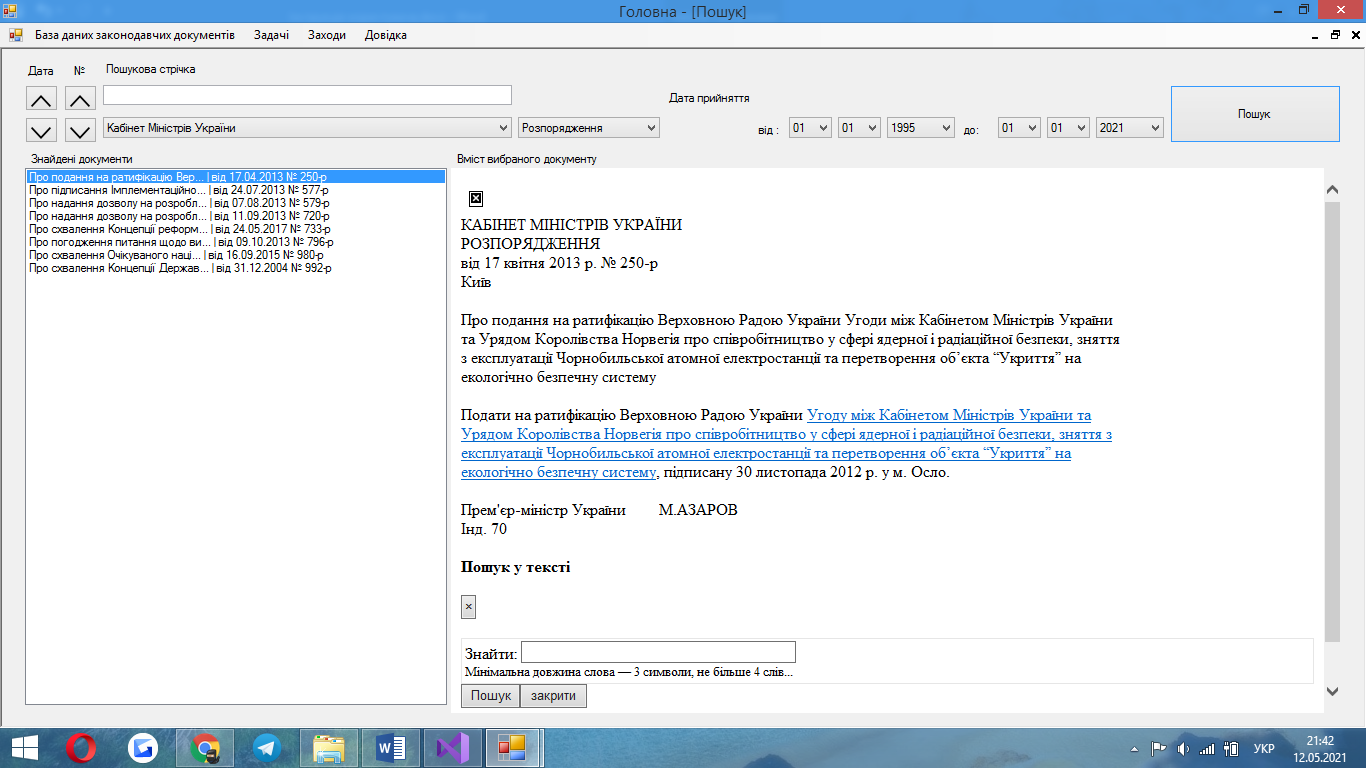 Головна - [Пошук]
База даних законодавчих документів Задачі Заходи Довідка
Дата № Пошукова стрічка
Дата прийняття
Пошук
Кабінет Міністрів України Розпорядження від : 01 01 1995 до: 01 01 2021
Знайдені документи
Про подання на ратифікацію Вер... | від 17.04.2013 № 250-р
Про підписання Імплементаційно... | від 24.07.2013 № 577-р
Про надання дозволу на розробл... | від 07.08.2013 № 579-р
Про надання дозволу на розробл... | від 11.09.2013 № 720-р
Про схвалення Концепції реформ... | від 24.05.2017 № 733-р
Про погодження питання щодо ви... | від 09.10.2013 № 796-р
Про схвалення Очікуваного наці... | від 16.09.2015 № 980-р
Про схвалення Концепції Держав... | від 31.12.2004 № 992-р
Вміст вибраного документу
КАБІНЕТ МІНІСТРІВ УКРАЇНИ
РОЗПОРЯДЖЕННЯ
від 17 квітня 2013 р. № 250-р
Київ
Про подання на ратифікацію Верховною Радою України Угоди між Кабінетом Міністрів України
та Урядом Королівства Норвегія про співробітництво у сфері ядерної і радіаційної безпеки, зняття
з експлуатації Чорнобильської атомної електростанції та перетворення об’єкта “Укриття” на
екологічно безпечну систему
Подати на ратифікацію Верховною Радою України Угоду між Кабінетом Міністрів України та
Урядом Королівства Норвегія про співробітництво у сфері ядерної і радіаційної безпеки, зняття з
експлуатації Чорнобильської атомної електростанції та перетворення об’єкта “Укриття” на
екологічно безпечну систему, підписану 30 листопада 2012 р. у м. Осло.
Прем'єр-міністр України М.АЗАРОВ
Інд. 70
Пошук у тексті
Знайти:
Мінімальна довжина слова — 3 символи, не більше 4 слів...
Пошук закрити
УКР
21:42
12.05.2021